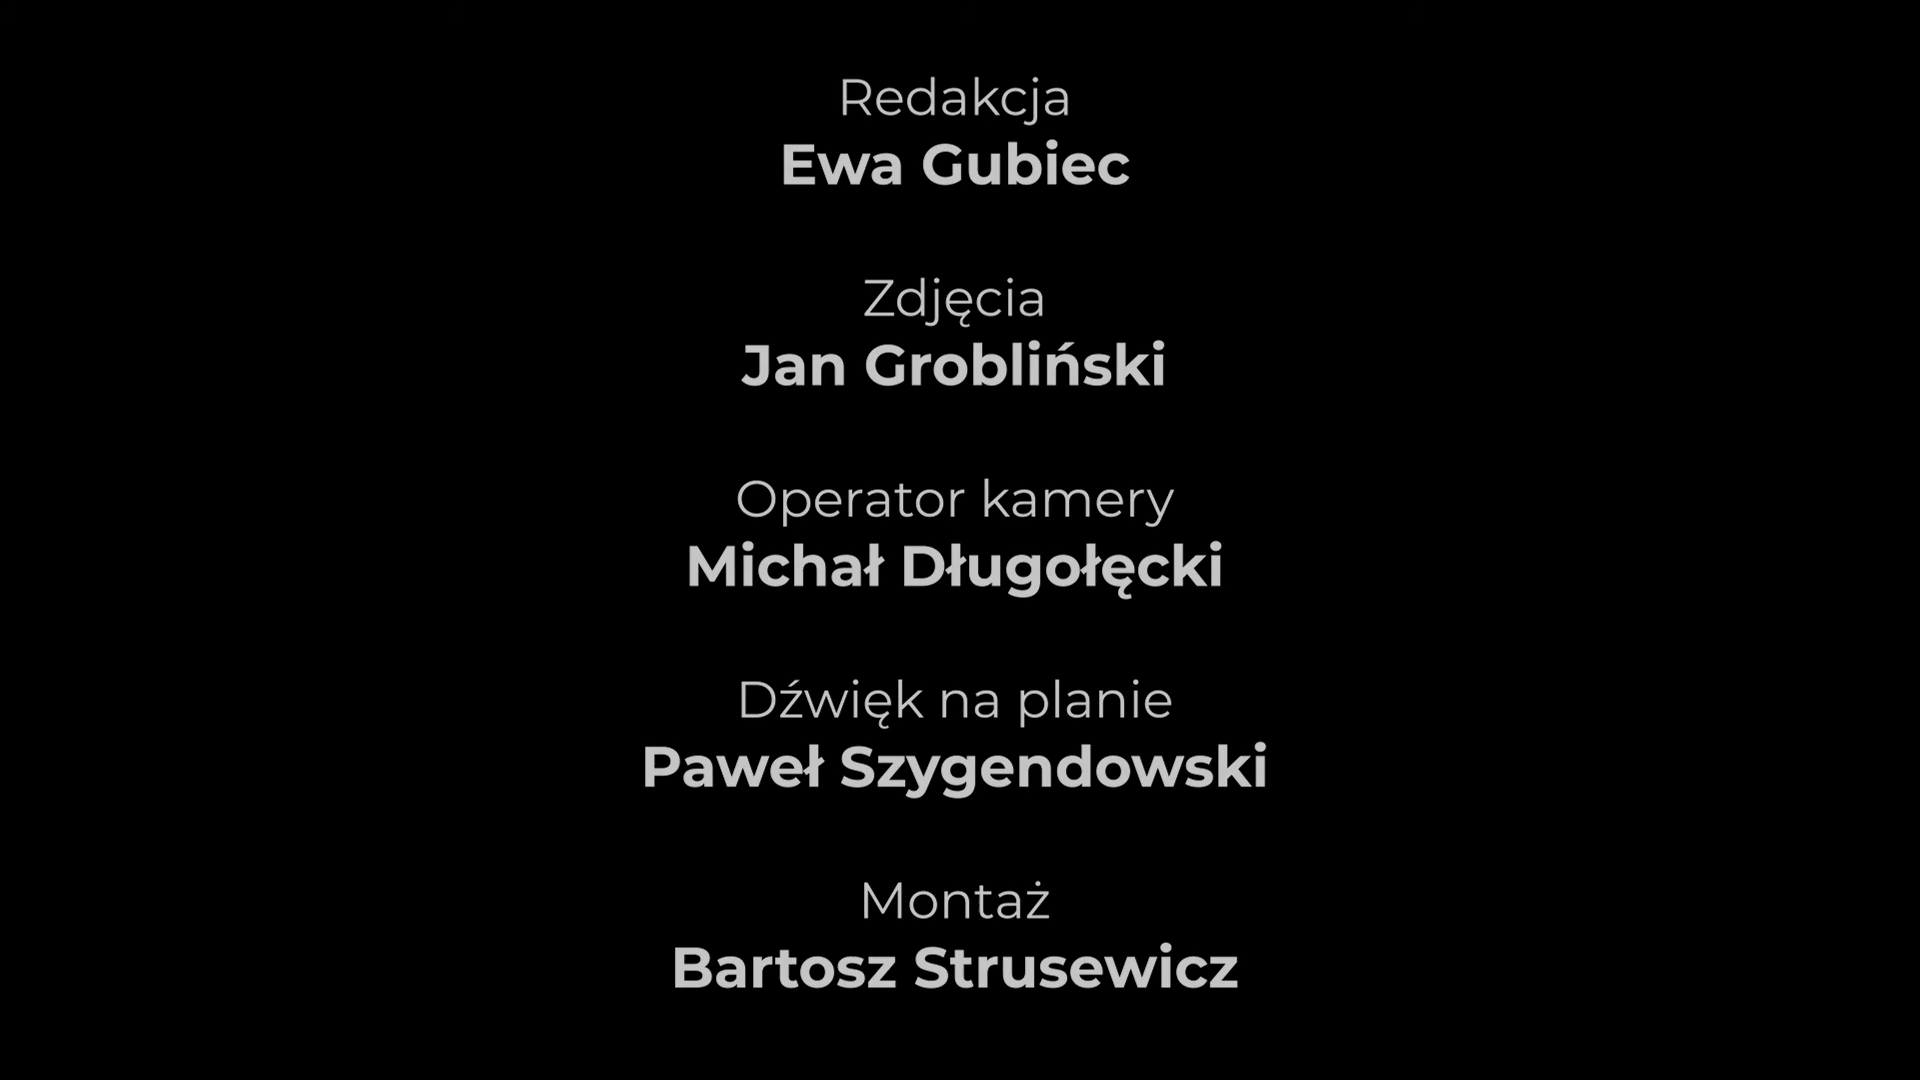 Redakcja
Ewa Gubiec
Zdjęcia
Jan Grobliński
Operator kamery
Michał Długołęcki
Dźwięk na planie
Paweł Szygendowski
Montaż
Bartosz Strusewicz